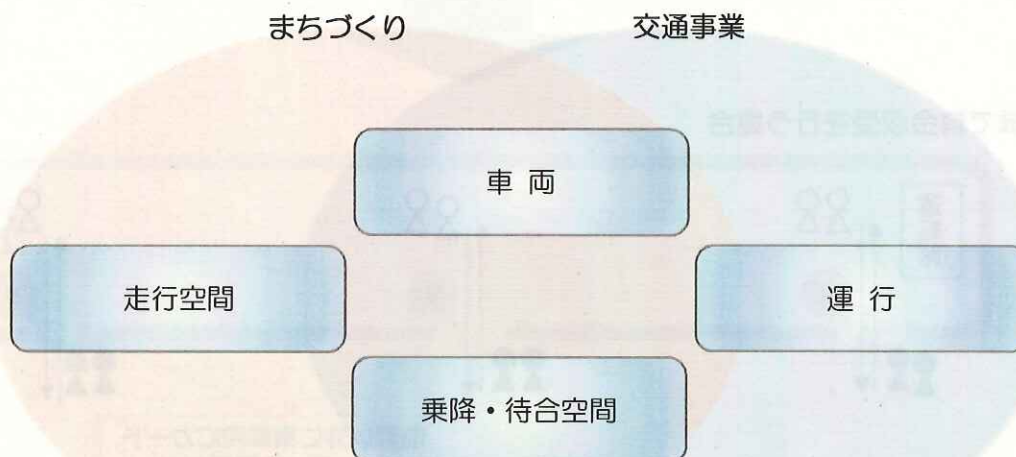 まちづくり
交通事業
車両
走行空間
運行
乗降・待合空間